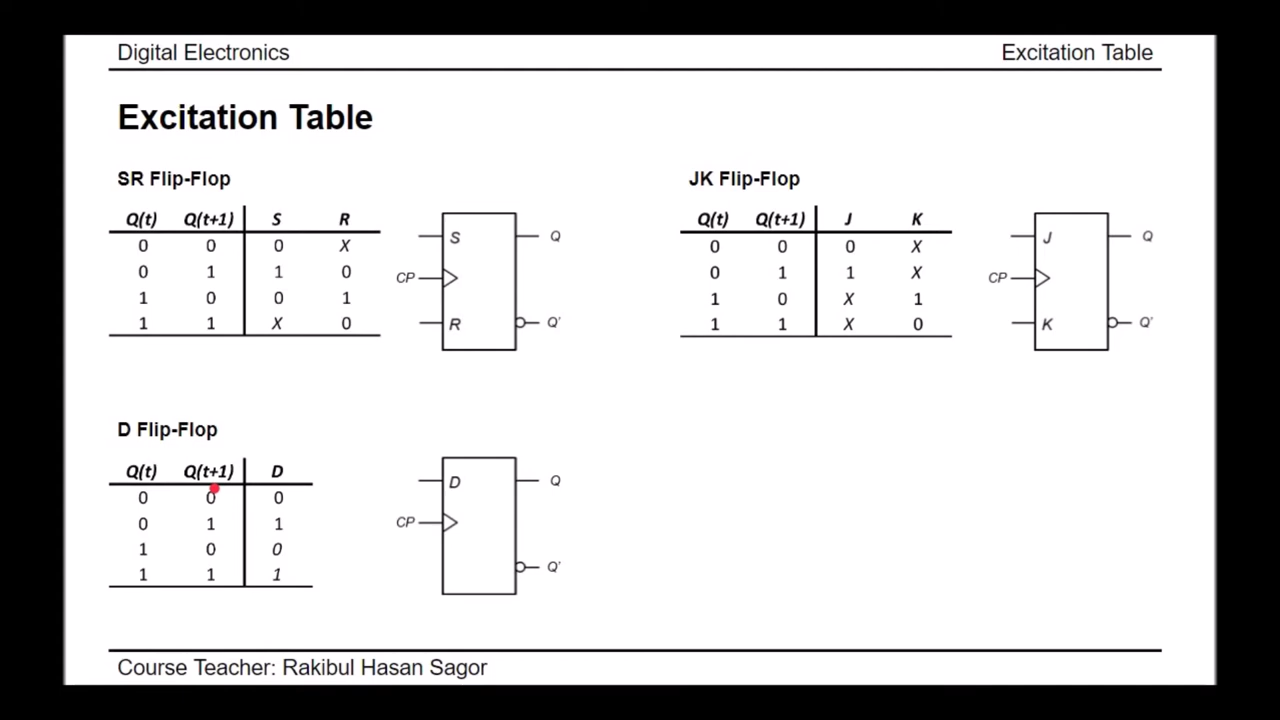 Digital Electronics
Excitation Table
Excitation Table
SR Flip-Flop
Q(t) Q(t+1) S R
0 0 0 X
0 1 1 0
1 0 0 1
1 1 X 0
S Q
CP
R Q'
JK Flip-Flop
Q(t) Q(t+1) J K
0 0 0 X
0 1 1 X
1 0 X 1
1 1 X 0
J Q
CP
K Q'
D Flip-Flop
Q(t) Q(t+1) D
0 0 0
0 1 1
1 0 0
1 1 1
D Q
CP
Q'
Course Teacher: Rakibul Hasan Sagor